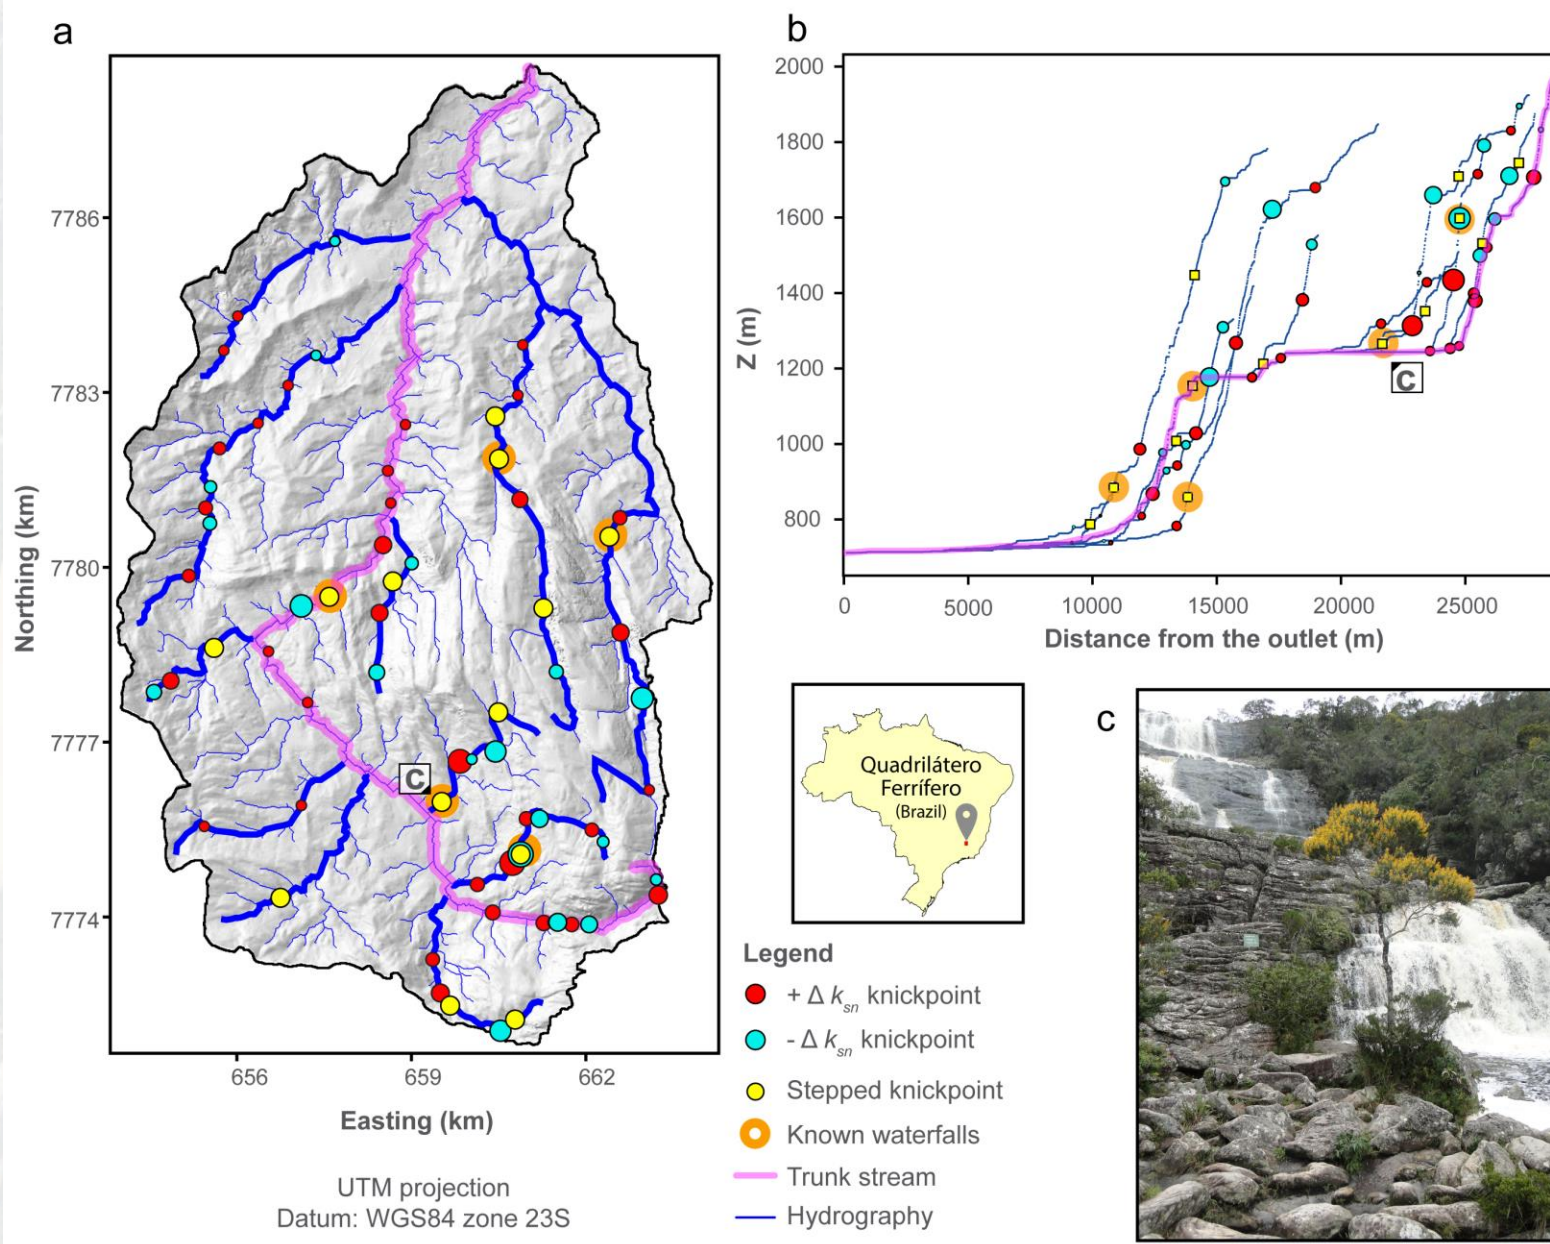 a
7786
7783
7780
7777
7774
Northing (km)
C
656
659
662
Easting (km)
UTM projection
Datum: WGS84 zone 23S
b
2000
1800
1600
1400
1200
1000
800
Z (m)
C
0
5000
10000
15000
20000
25000
Distance from the outlet (m)
Quadrilátero
Ferrífero
(Brazil)
Legend
+ Δ ksn knickpoint
- Δ ksn knickpoint
Stepped knickpoint
Known waterfalls
Trunk stream
Hydrography
c